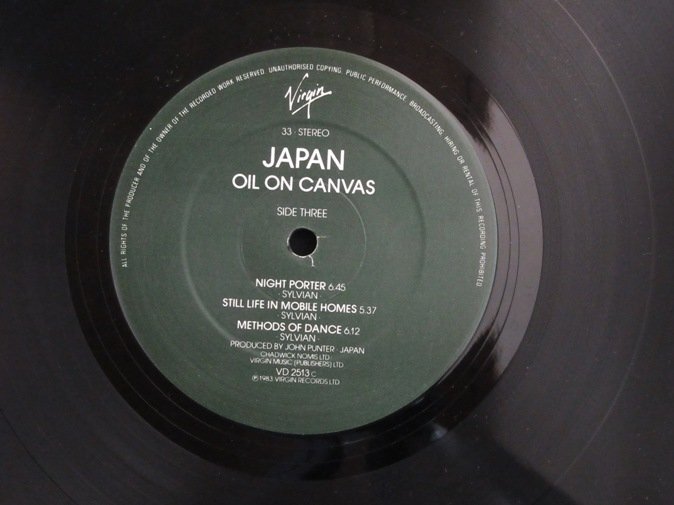 ALL RIGHTS OF THE PRODUCER AND OF THE OWNER OF THE RECORDED WORK RESERVED. UNAUTHORISED COPYING, PUBLIC PERFORMANCE, BROADCASTING, HIRING OR RENTAL OF THIS RECORDING PROHIBITED
Virgin
33 · STEREO
JAPAN
OIL ON CANVAS
SIDE THREE
NIGHT PORTER 6.45
SYLVIAN ·
STILL LIFE IN MOBILE HOMES 5.37
SYLVIAN ·
METHODS OF DANCE 6.12
SYLVIAN ·
PRODUCED BY JOHN PUNTER · JAPAN
CHADWICK NOMIS LTD ·
VIRGIN MUSIC (PUBLISHERS) LTD
VD 2513 C
℗ 1983 VIRGIN RECORDS LTD